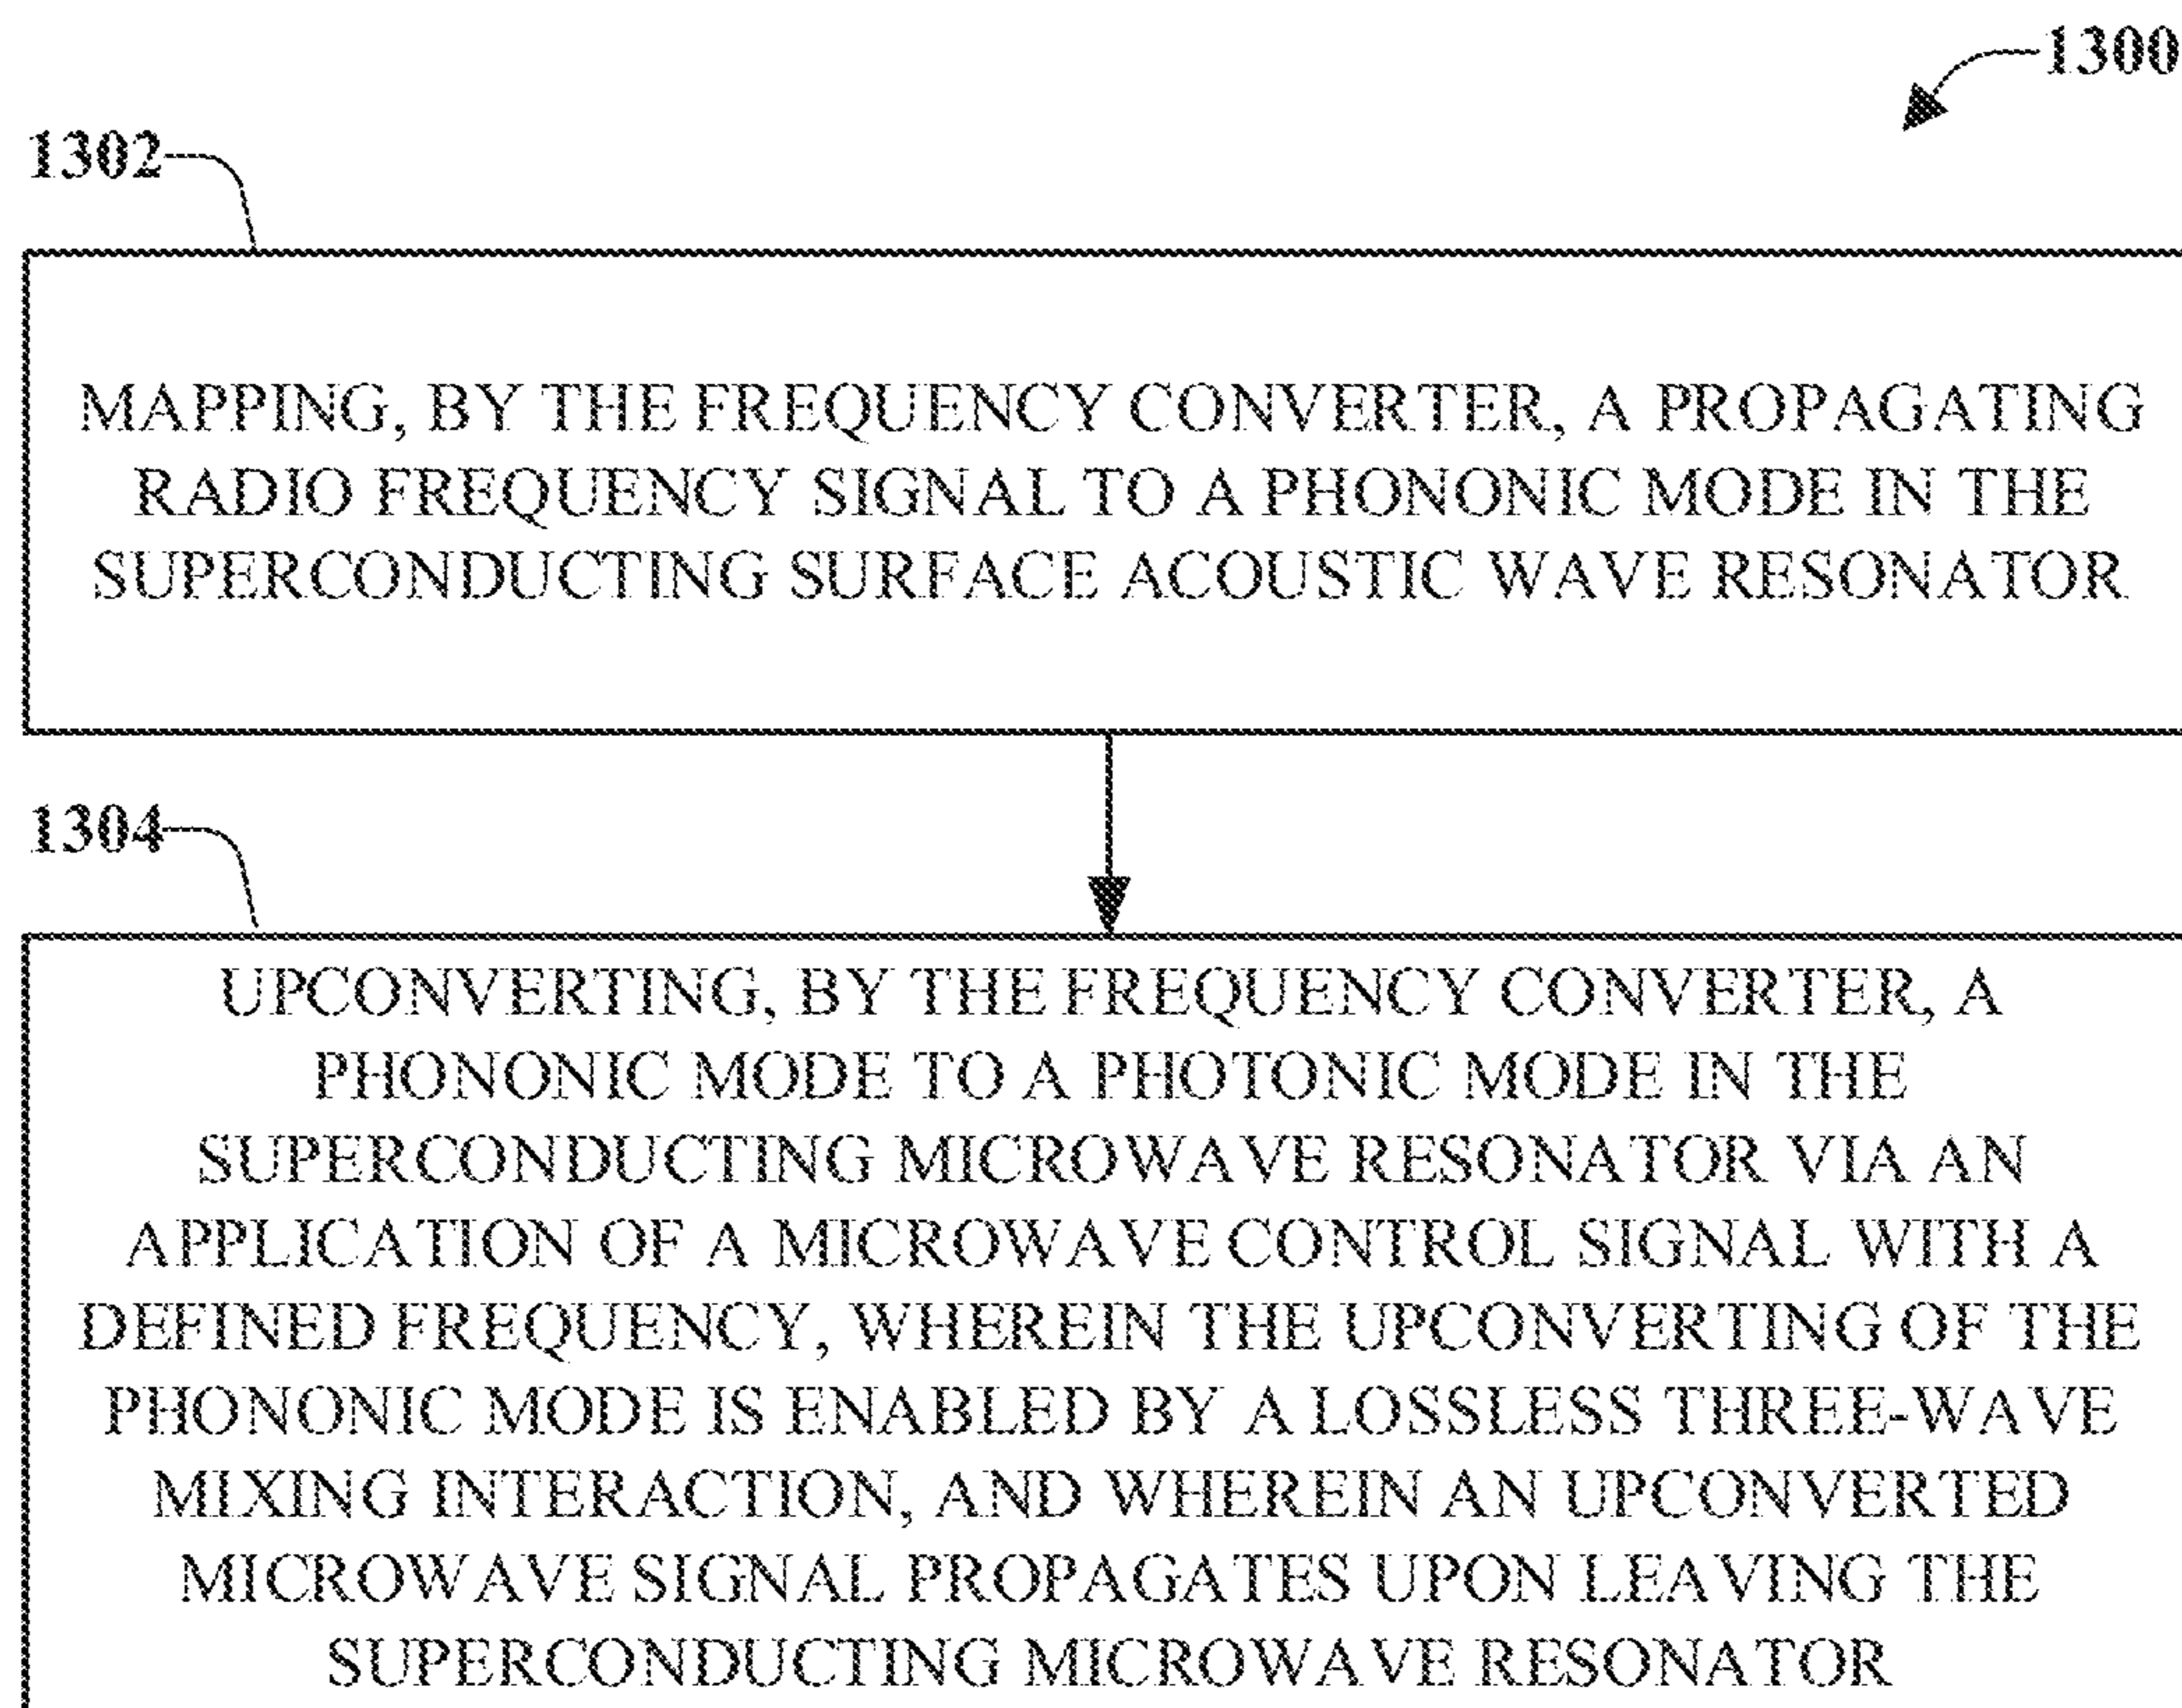 1300
1302
MAPPING, BY THE FREQUENCY CONVERTER, A PROPAGATING
RADIO FREQUENCY SIGNAL TO A PHONONIC MODE IN THE
SUPERCONDUCTING SURFACE ACOUSTIC WAVE RESONATOR
1304
UPCONVERTING, BY THE FREQUENCY CONVERTER, A
PHONONIC MODE TO A PHOTONIC MODE IN THE
SUPERCONDUCTING MICROWAVE RESONATOR VIA AN
APPLICATION OF A MICROWAVE CONTROL SIGNAL WITH A
DEFINED FREQUENCY, WHEREIN THE UPCONVERTING OF THE
PHONONIC MODE IS ENABLED BY A LOSSLESS THREE-WAVE
MIXING INTERACTION, AND WHEREIN AN UPCONVERTED
MICROWAVE SIGNAL PROPAGATES UPON LEAVING THE
SUPERCONDUCTING MICROWAVE RESONATOR